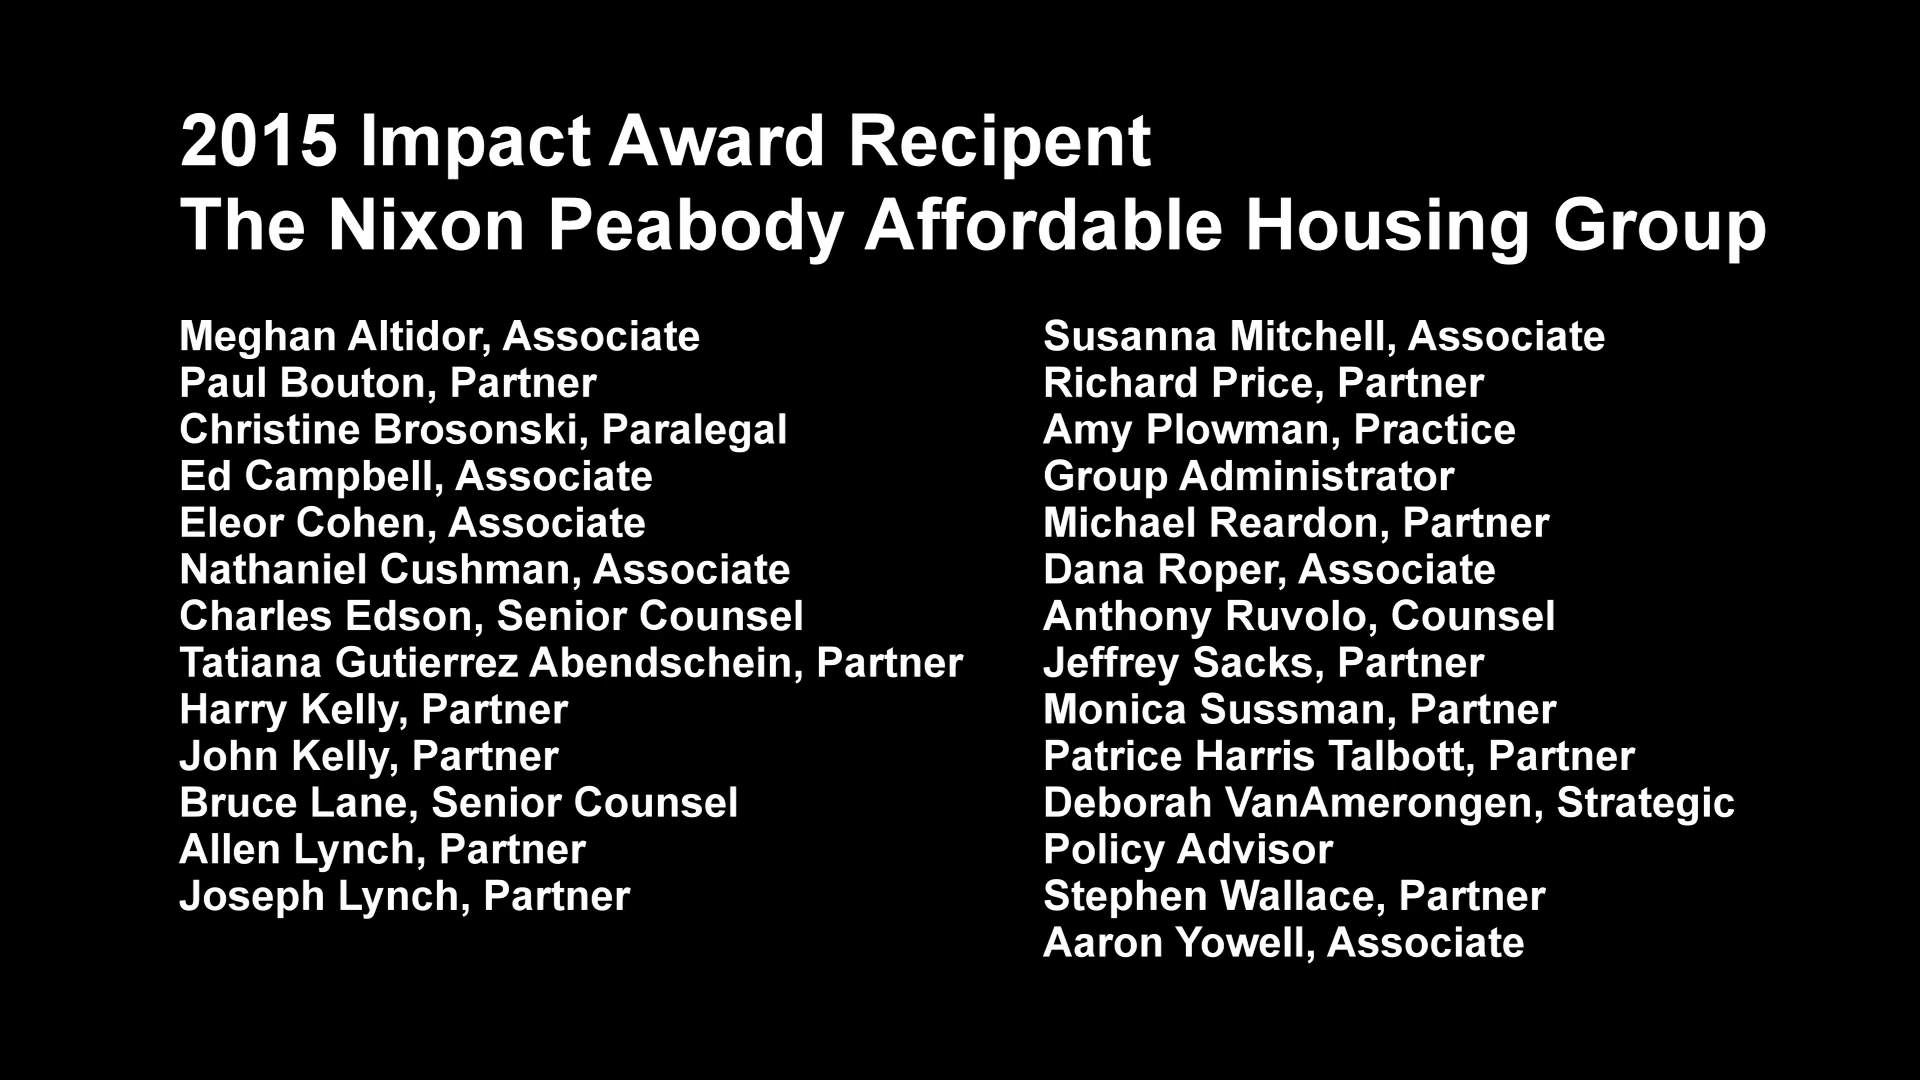 2015 Impact Award Recipent
The Nixon Peabody Affordable Housing Group
Meghan Altidor, Associate
Paul Bouton, Partner
Christine Brosonski, Paralegal
Ed Campbell, Associate
Eleor Cohen, Associate
Nathaniel Cushman, Associate
Charles Edson, Senior Counsel
Tatiana Gutierrez Abendschein, Partner
Harry Kelly, Partner
John Kelly, Partner
Bruce Lane, Senior Counsel
Allen Lynch, Partner
Joseph Lynch, Partner
Susanna Mitchell, Associate
Richard Price, Partner
Amy Plowman, Practice
Group Administrator
Michael Reardon, Partner
Dana Roper, Associate
Anthony Ruvolo, Counsel
Jeffrey Sacks, Partner
Monica Sussman, Partner
Patrice Harris Talbott, Partner
Deborah VanAmerongen, Strategic
Policy Advisor
Stephen Wallace, Partner
Aaron Yowell, Associate